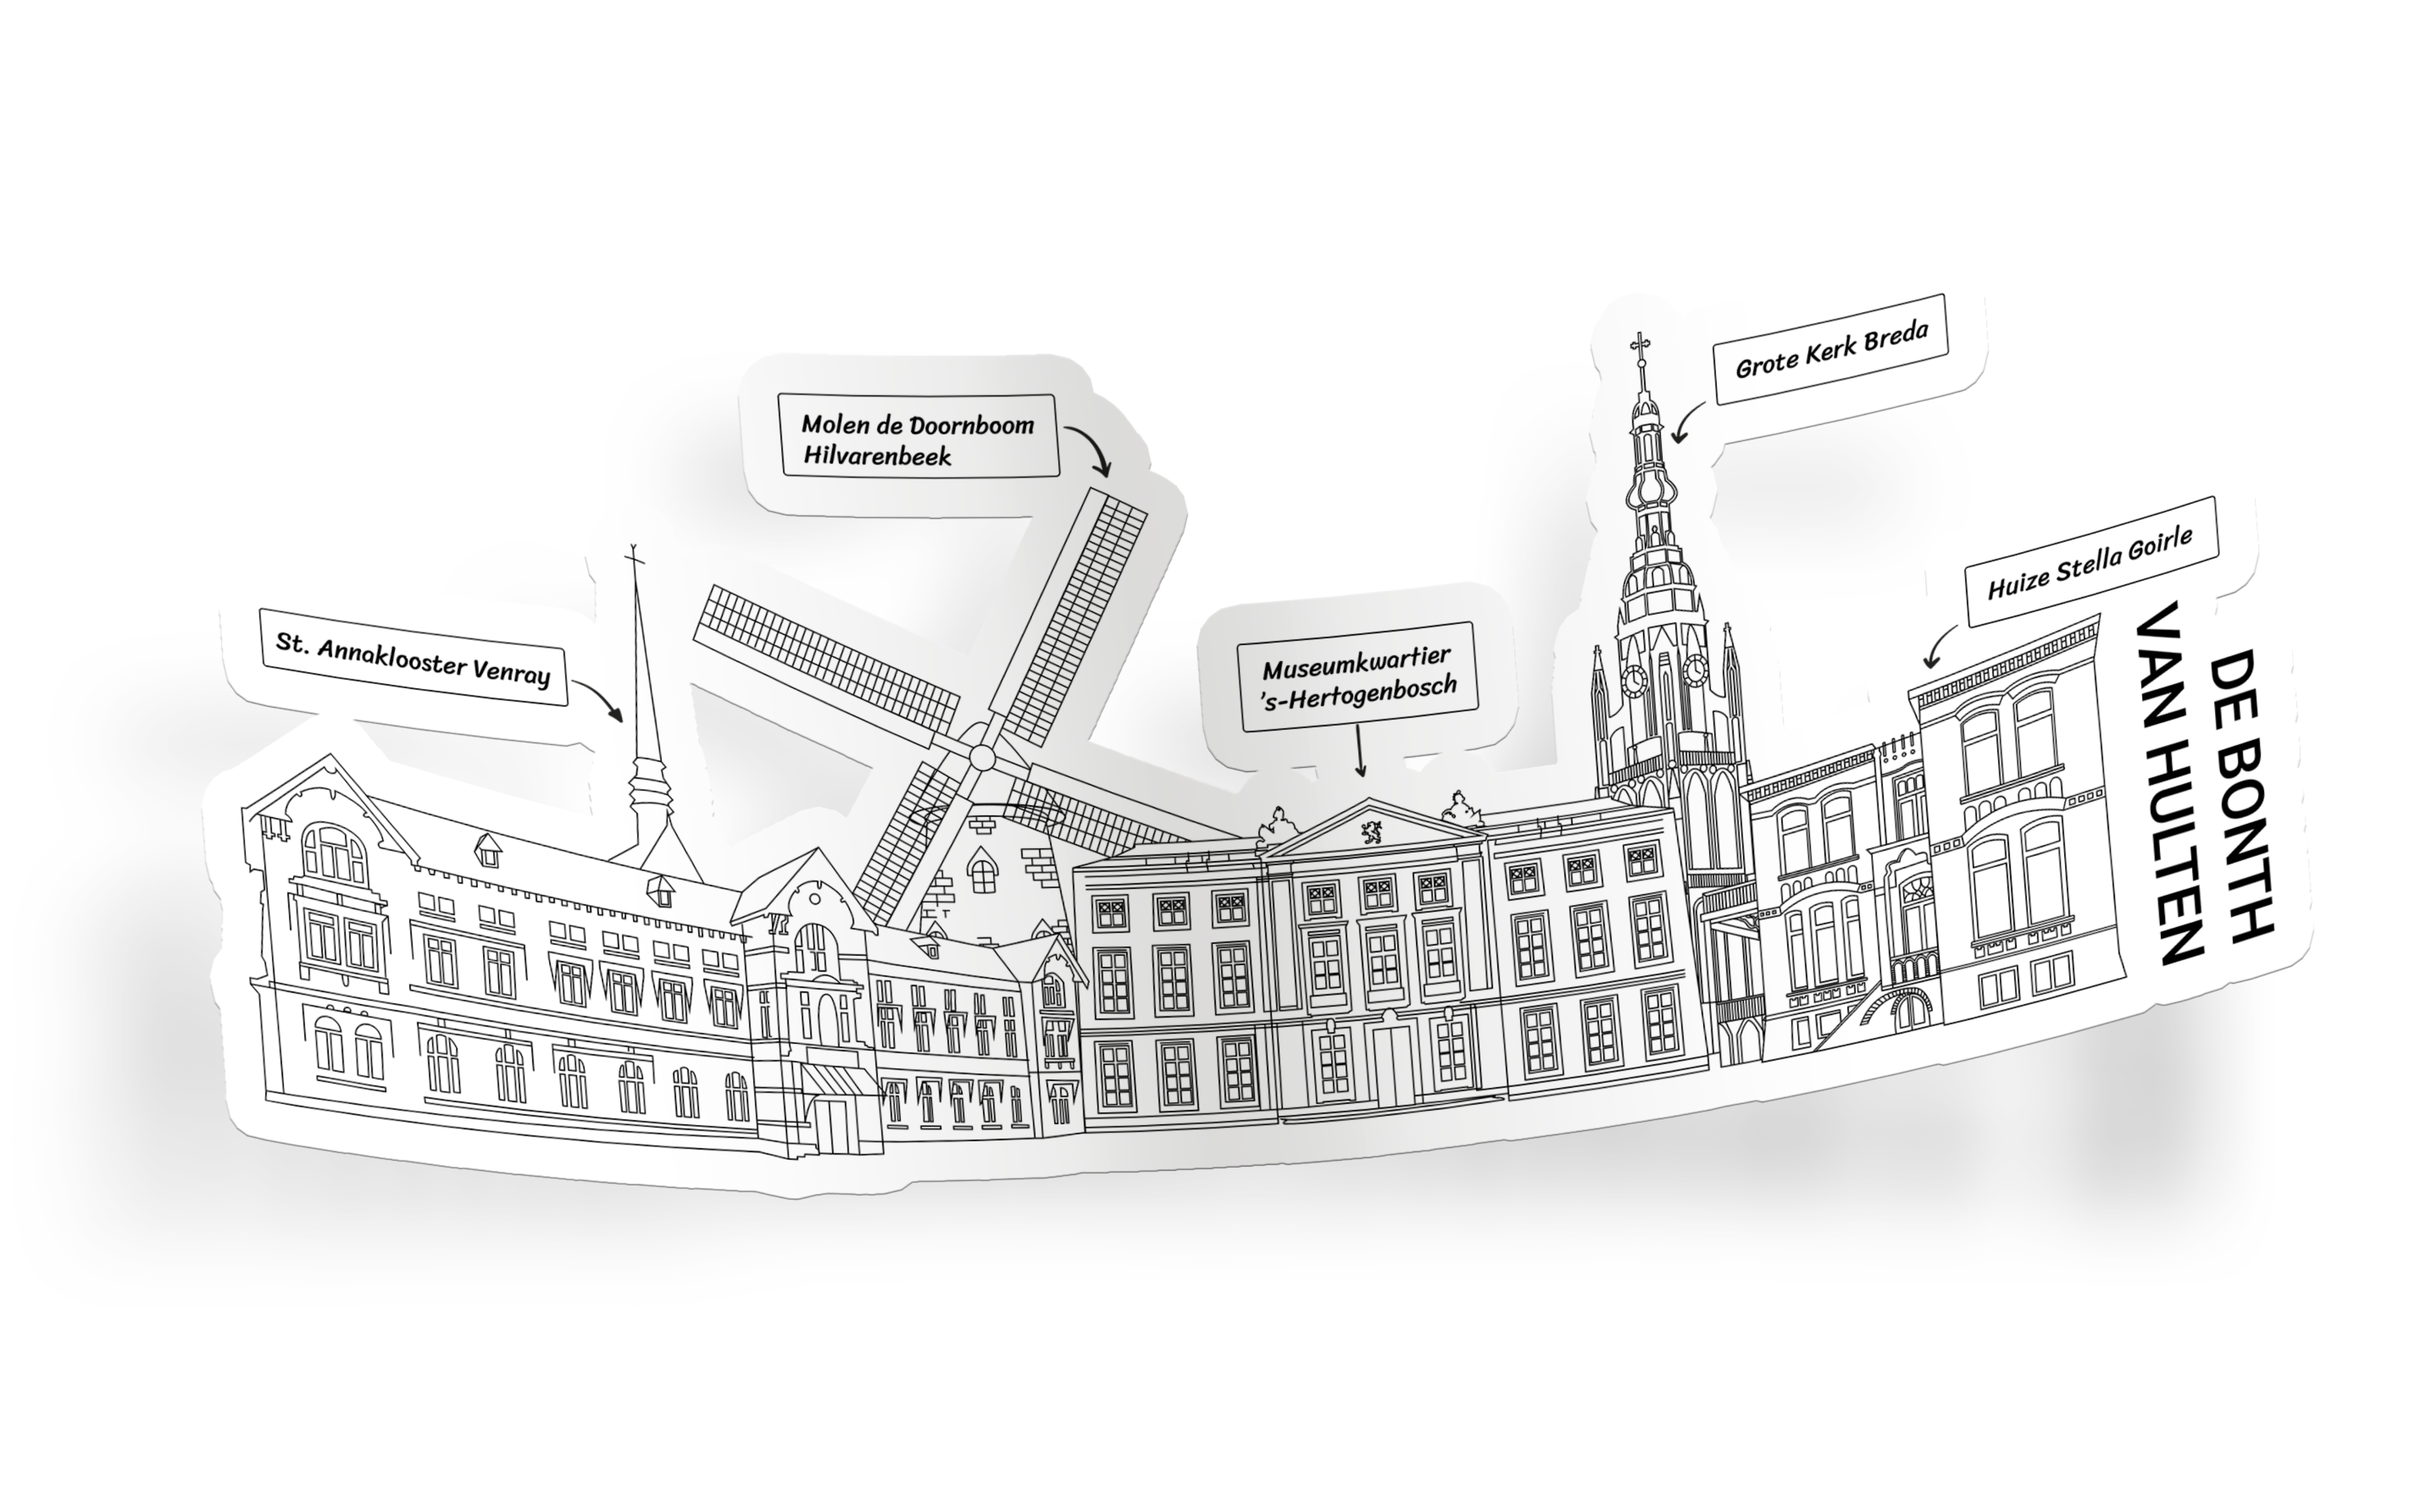 St. Annaklooster Venray
Molen de Doornboom
Hilvarenbeek
Museumkwartier
's-Hertogenbosch
Grote Kerk Breda
Huize Stella Goirle
DE BONTH
VAN HULTEN